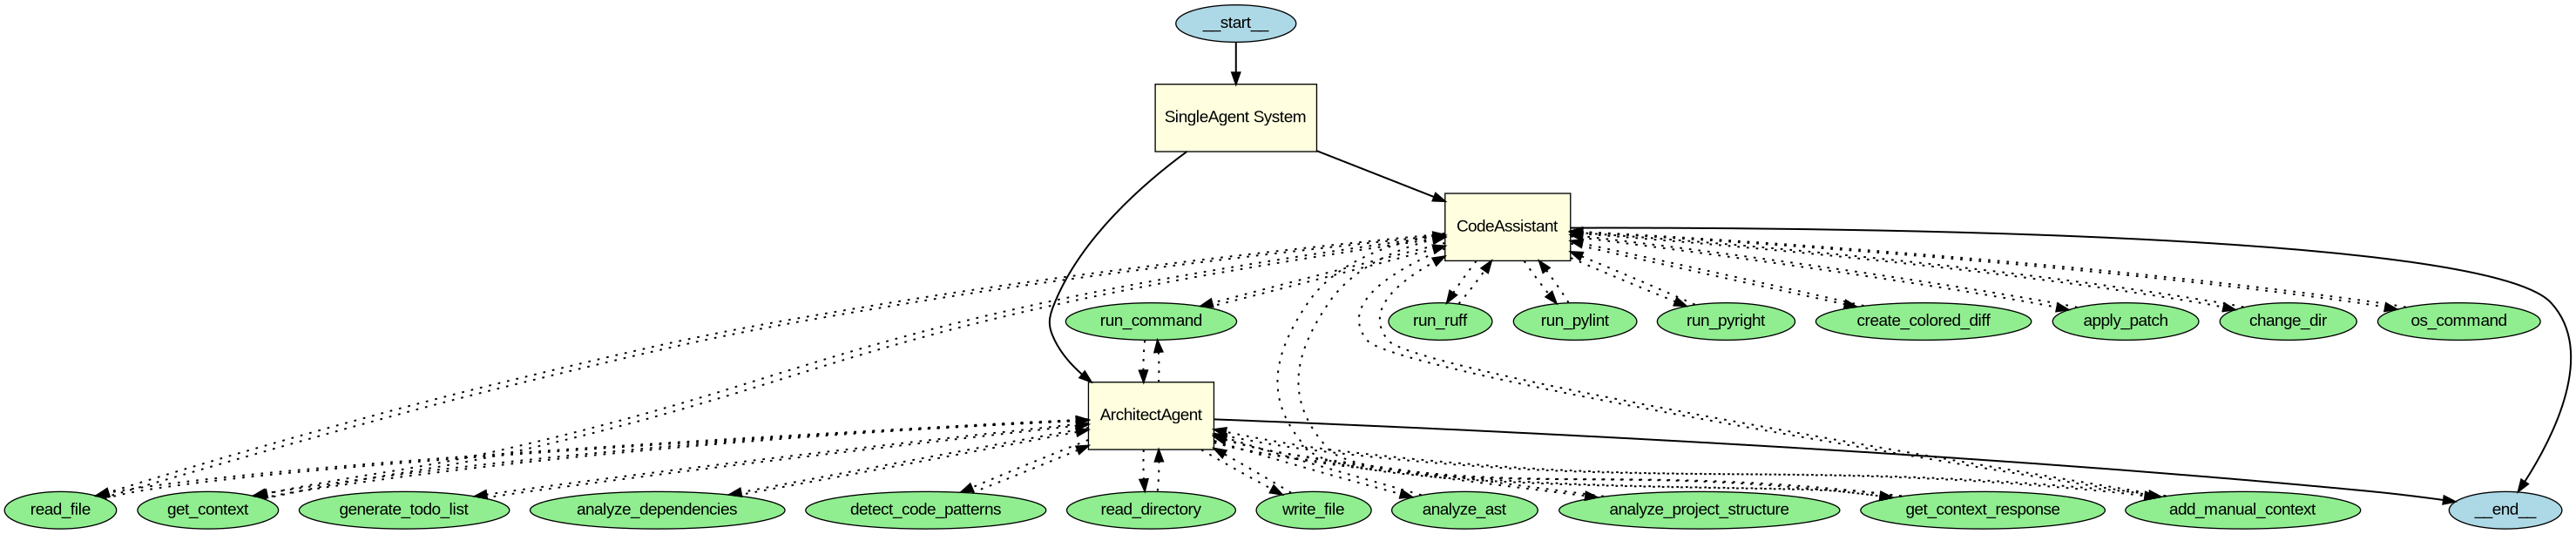 __start__
SingleAgent System
CodeAssistant
run_command
run_ruff
run_pylint
run_pyright
create_colored_diff
apply_patch
change_dir
os_command
ArchitectAgent
read_file
get_context
generate_todo_list
analyze_dependencies
detect_code_patterns
read_directory
write_file
analyze_ast
analyze_project_structure
get_context_response
add_manual_context
__end__